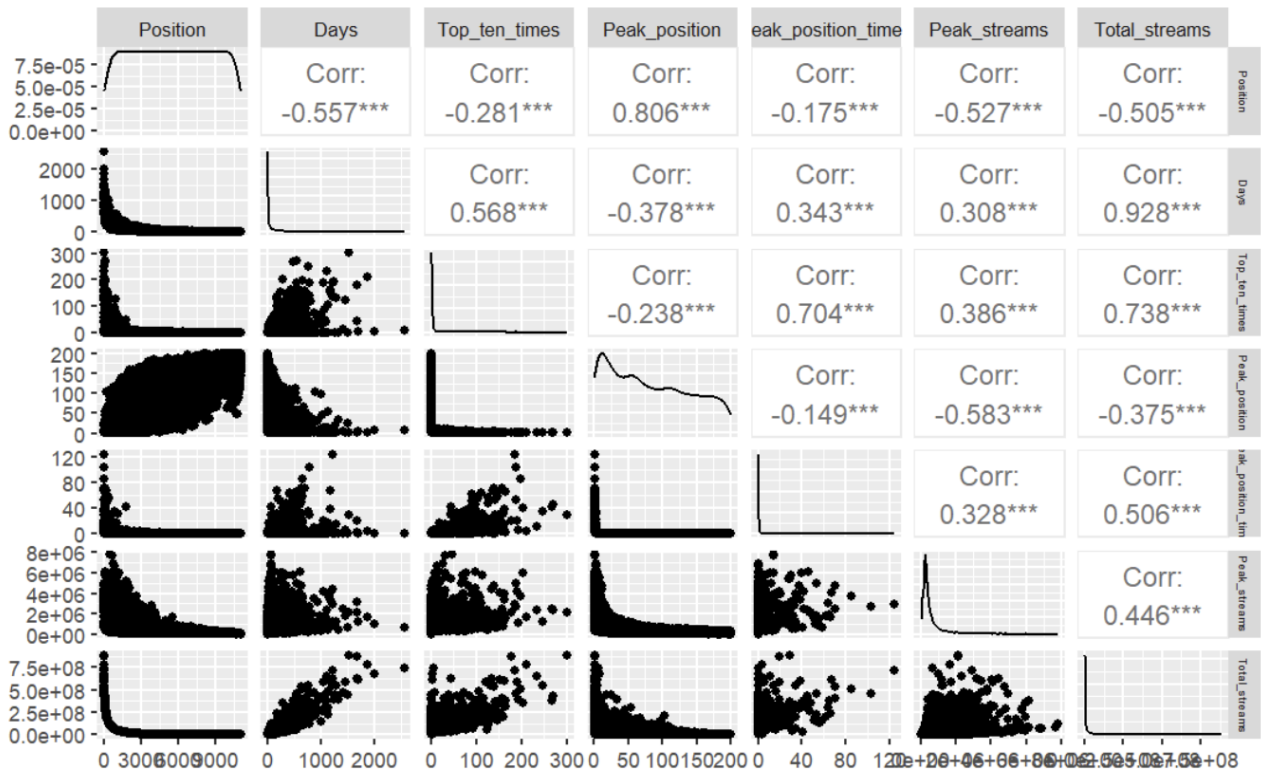 Position Days Top_ten_times Peak_position eak_position_time Peak_streams Total_streams
7.5e-05
5.0e-05
2.5e-05
0.0e+00
Corr:
-0.557***
Corr:
-0.281***
Corr:
0.806***
Corr:
-0.175***
Corr:
-0.527***
Corr:
-0.505***
Position
2000
1000
0
Corr:
0.568***
Corr:
-0.378***
Corr:
0.343***
Corr:
0.308***
Corr:
0.928***
Days
300
200
100
0
Corr:
-0.238***
Corr:
0.704***
Corr:
0.386***
Corr:
0.738***
Top_ten_times
200
150
100
50
0
Corr:
-0.149***
Corr:
-0.583***
Corr:
-0.375***
Peak_position
120
80
40
0
Corr:
0.328***
Corr:
0.506***
ak_position_tim
8e+06
6e+06
4e+06
2e+06
0e+00
Corr:
0.446***
Peak_streams
7.5e+08
5.0e+08
2.5e+08
0.0e+00
Total_streams
0 3000 6000 9000
0 1000 2000
0 100 200 300
0 50 100 150 200
0 40 80 120